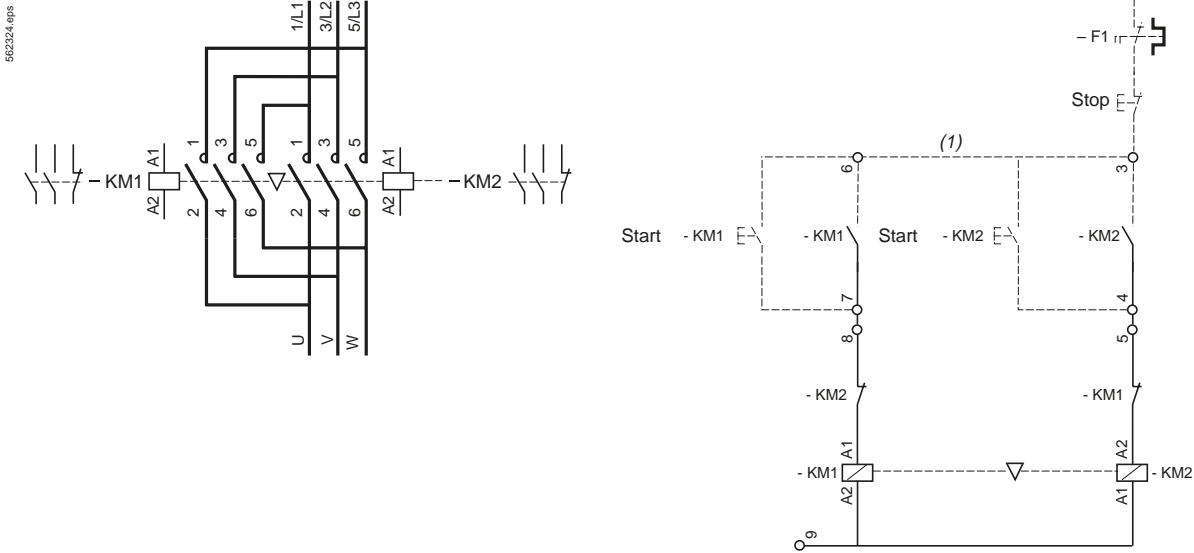 562324.eps
1/L1
3/L2
5/L3
1
3
5
1
3
5
– KM1
A1
A2
A1
A2
– KM2
2
4
6
2
4
6
U
V
W
– F1
Stop
(1)
6
3
Start - KM1
- KM1
Start - KM2
- KM2
7
4
8
5
- KM2
- KM1
A1
A2
- KM1
- KM2
A2
A1
9